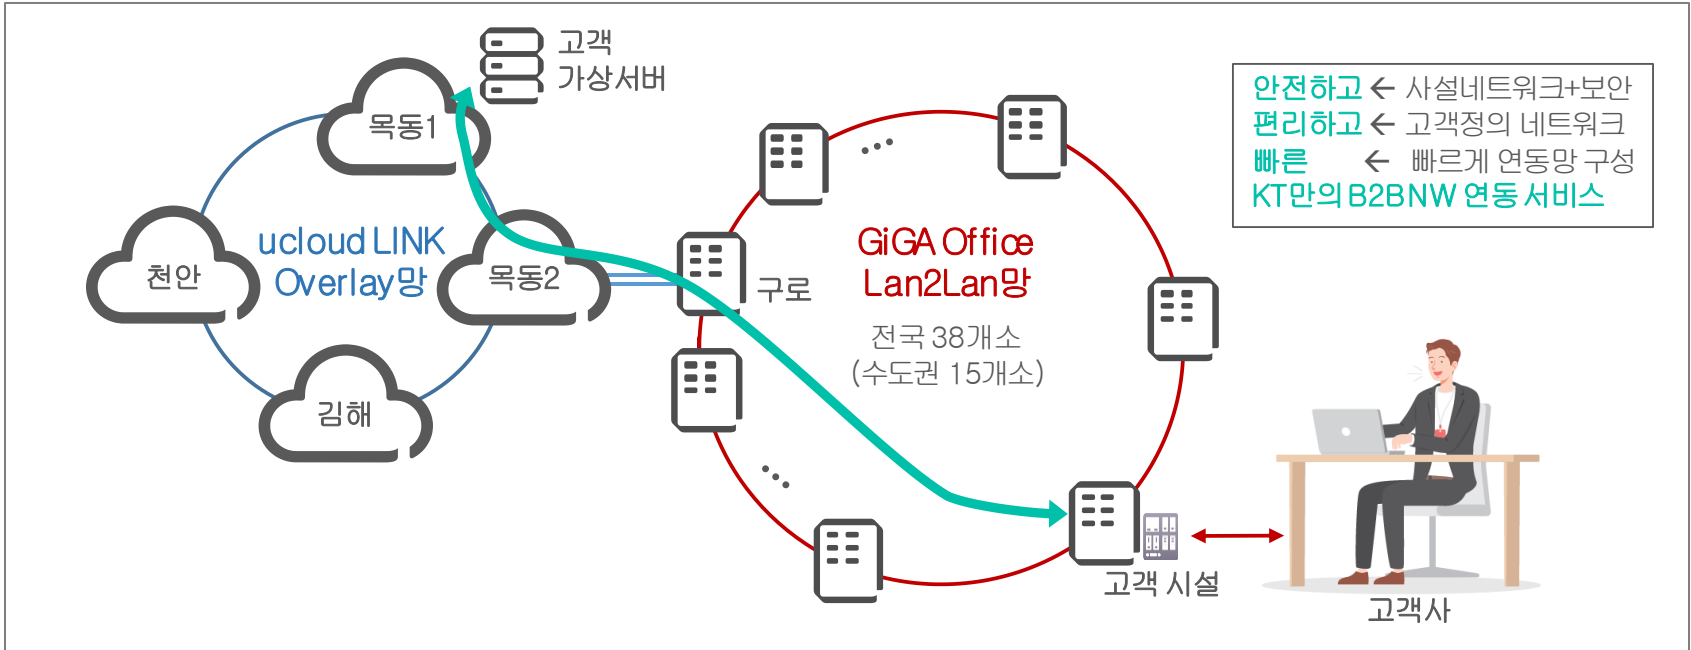 고객
가상서버
목동1
천안
ucloud LINK
Overlay망
목동2
김해
구로
GiGA Office
Lan2Lan망
전국 38개소
(수도권 15개소)
안전하고 ← 사설네트워크+보안
편리하고 ← 고객정의 네트워크
빠른 ← 빠르게 연동망 구성
KT만의 B2BNW 연동 서비스
고객 시설
고객사